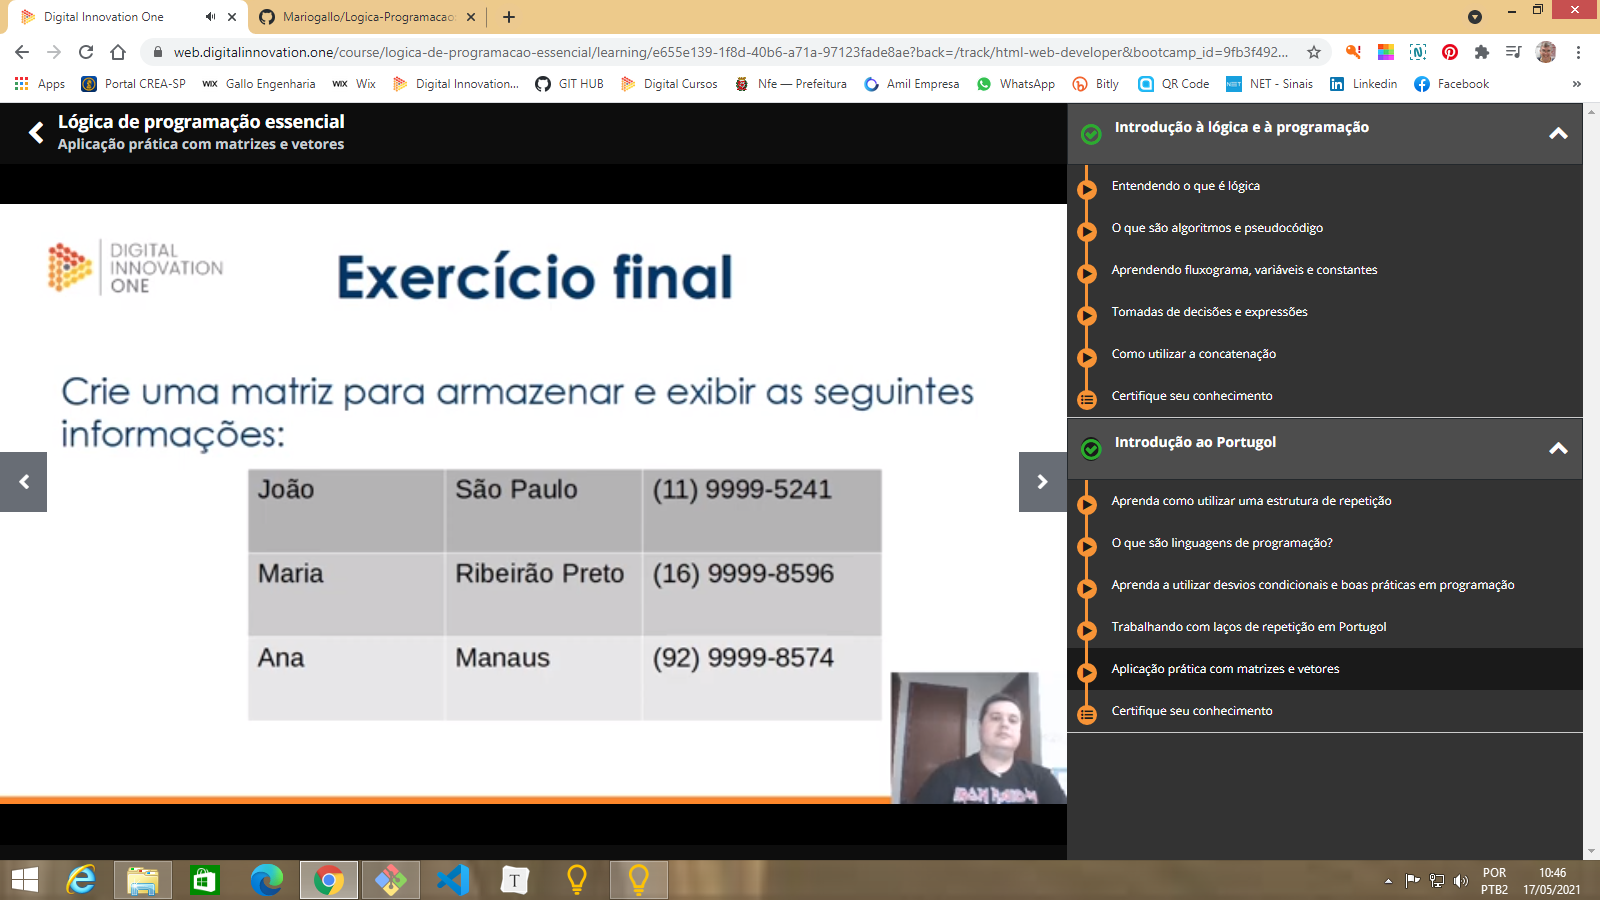 Digital Innovation One
Mariogallo/Logica-Programacao
web.digitalinnovation.one/course/logica-de-programacao-essencial/learning/e655e139-1f8d-40b6-a71a-97123fade8ae?back=/track/html-web-developer&bootcamp_id=9fb3f492...
Apps
Portal CREA-SP
WiX Gallo Engenharia
WiX Wix
Digital Innovation...
GIT HUB
Digital Cursos
Nfe — Prefeitura
Amil Empresa
WhatsApp
Bitly
QR Code
NET - Sinais
Linkedin
Facebook
»
Lógica de programação essencial
Aplicação prática com matrizes e vetores
DIGITAL
INNOVATION
ONE
Exercício final
Crie uma matriz para armazenar e exibir as seguintes
informações:
João São Paulo (11) 9999-5241
Maria Ribeirão Preto (16) 9999-8596
Ana Manaus (92) 9999-8574
IRON MAIDEN
Introdução à lógica e à programação
Entendendo o que é lógica
O que são algoritmos e pseudocódigo
Aprendendo fluxograma, variáveis e constantes
Tomadas de decisões e expressões
Como utilizar a concatenação
Certifique seu conhecimento
Introdução ao Portugol
Aprenda como utilizar uma estrutura de repetição
O que são linguagens de programação?
Aprenda a utilizar desvios condicionais e boas práticas em programação
Trabalhando com laços de repetição em Portugol
Aplicação prática com matrizes e vetores
Certifique seu conhecimento
T
POR
PTB2
10:46
17/05/2021